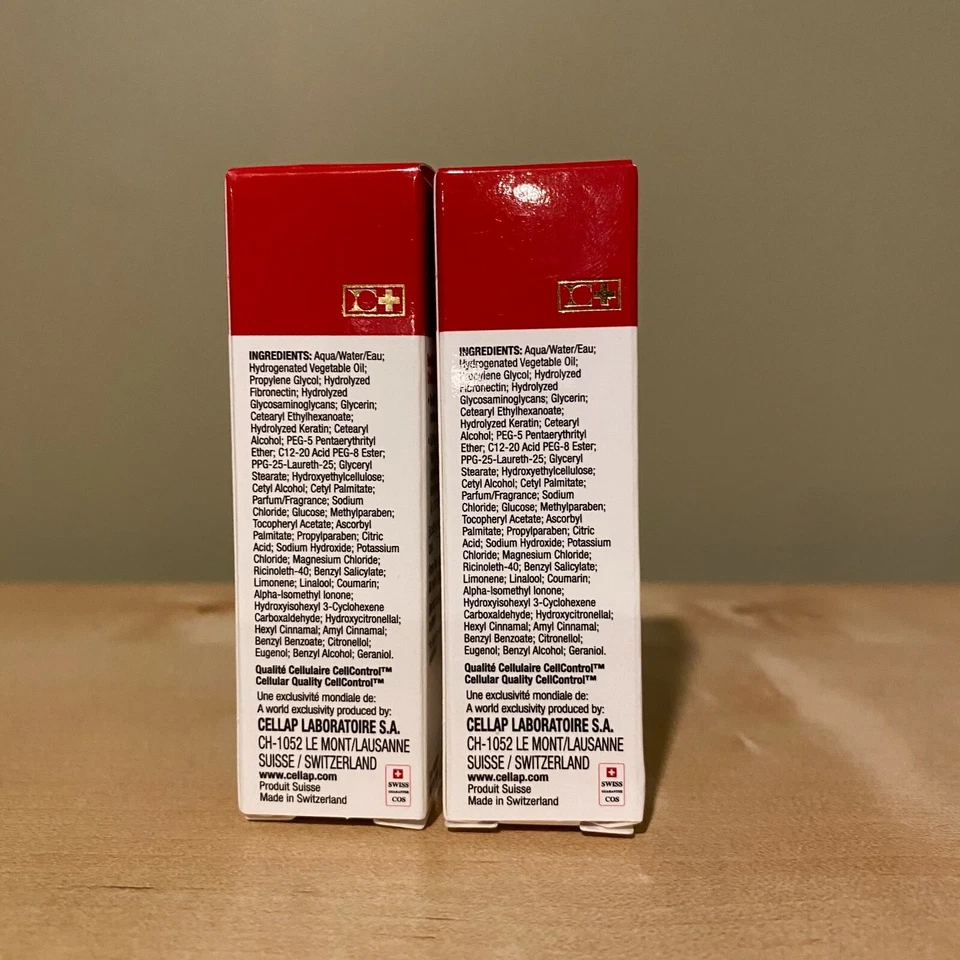 INGREDIENTS: Aqua/Water/Eau;
Hydrogenated Vegetable Oil;
Propylene Glycol; Hydrolyzed
Fibronectin; Hydrolyzed
Glycosaminoglycans; Glycerin;
Cetearyl Ethylhexanoate;
Hydrolyzed Keratin; Cetearyl
Alcohol; PEG-5 Pentaerythrityl
Ether; C12-20 Acid PEG-8 Ester;
PPG-25-Laureth-25; Glyceryl
Stearate; Hydroxyethylcellulose;
Cetyl Alcohol; Cetyl Palmitate;
Parfum/Fragrance; Sodium
Chloride; Glucose; Methylparaben;
Tocopheryl Acetate; Ascorbyl
Palmitate; Propylparaben; Citric
Acid; Sodium Hydroxide; Potassium
Chloride; Magnesium Chloride;
Ricinoleth-40; Benzyl Salicylate;
Limonene; Linalool; Coumarin;
Alpha-Isomethyl Ionone;
Hydroxyisohexyl 3-Cyclohexene
Carboxaldehyde; Hydroxycitronellal;
Hexyl Cinnamal; Amyl Cinnamal;
Benzyl Benzoate; Citronellol;
Eugenol; Benzyl Alcohol; Geraniol.
Qualité Cellulaire CellControl™
Cellular Quality CellControl™
Une exclusivité mondiale de:
A world exclusivity produced by:
CELLAP LABORATOIRE S.A.
CH-1052 LE MONT/LAUSANNE
SUISSE / SWITZERLAND
www.cellap.com
Produit Suisse
Made in Switzerland
SWISS
GUARANTEE
COS
INGREDIENTS: Aqua/Water/Eau;
Hydrogenated Vegetable Oil;
Propylene Glycol; Hydrolyzed
Fibronectin; Hydrolyzed
Glycosaminoglycans; Glycerin;
Cetearyl Ethylhexanoate;
Hydrolyzed Keratin; Cetearyl
Alcohol; PEG-5 Pentaerythrityl
Ether; C12-20 Acid PEG-8 Ester;
PPG-25-Laureth-25; Glyceryl
Stearate; Hydroxyethylcellulose;
Cetyl Alcohol; Cetyl Palmitate;
Parfum/Fragrance; Sodium
Chloride; Glucose; Methylparaben;
Tocopheryl Acetate; Ascorbyl
Palmitate; Propylparaben; Citric
Acid; Sodium Hydroxide; Potassium
Chloride; Magnesium Chloride;
Ricinoleth-40; Benzyl Salicylate;
Limonene; Linalool; Coumarin;
Alpha-Isomethyl Ionone;
Hydroxyisohexyl 3-Cyclohexene
Carboxaldehyde; Hydroxycitronellal;
Hexyl Cinnamal; Amyl Cinnamal;
Benzyl Benzoate; Citronellol;
Eugenol; Benzyl Alcohol; Geraniol.
Qualité Cellulaire CellControl™
Cellular Quality CellControl™
Une exclusivité mondiale de:
A world exclusivity produced by:
CELLAP LABORATOIRE S.A.
CH-1052 LE MONT/LAUSANNE
SUISSE / SWITZERLAND
www.cellap.com
Produit Suisse
Made in Switzerland
SWISS
GUARANTEE
COS